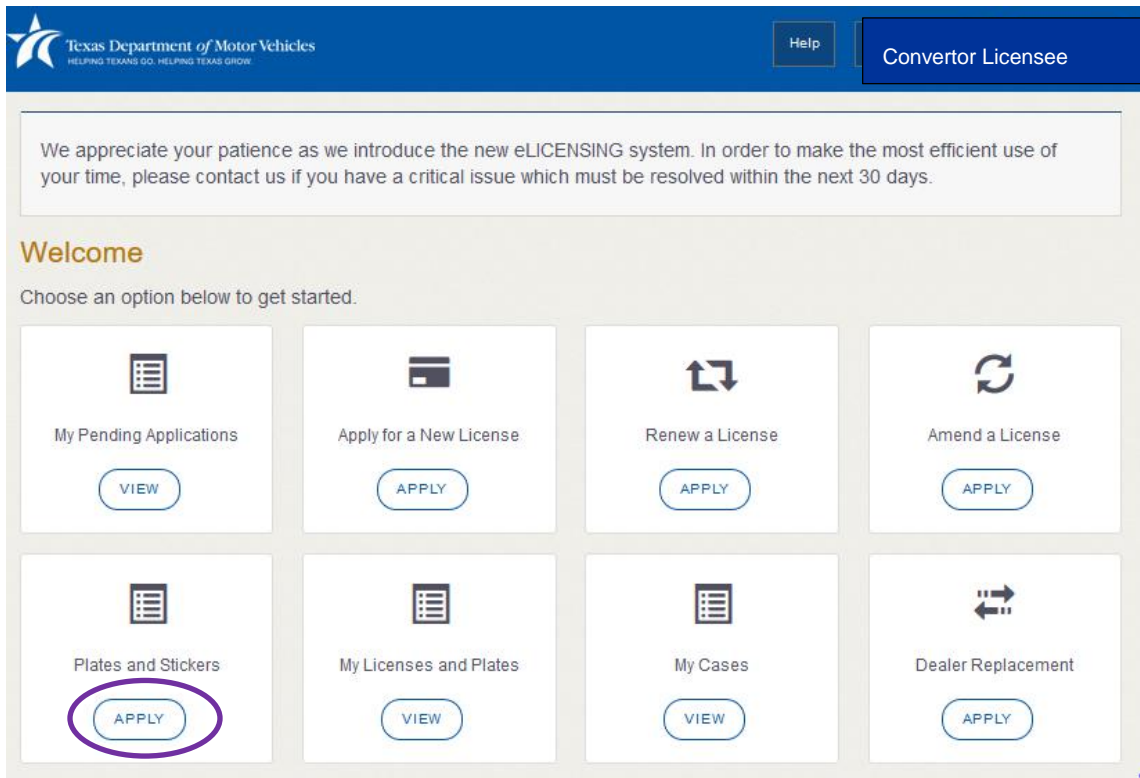 Texas Department of Motor Vehicles
HELPING TEXANS GO. HELPING TEXAS GROW.
Help
Convertor Licensee
We appreciate your patience as we introduce the new eLICENSING system. In order to make the most efficient use of
your time, please contact us if you have a critical issue which must be resolved within the next 30 days.
Welcome
Choose an option below to get started.
My Pending Applications
Apply for a New License
Renew a License
Amend a License
VIEW
APPLY
APPLY
APPLY
Plates and Stickers
My Licenses and Plates
My Cases
Dealer Replacement
APPLY
VIEW
VIEW
APPLY